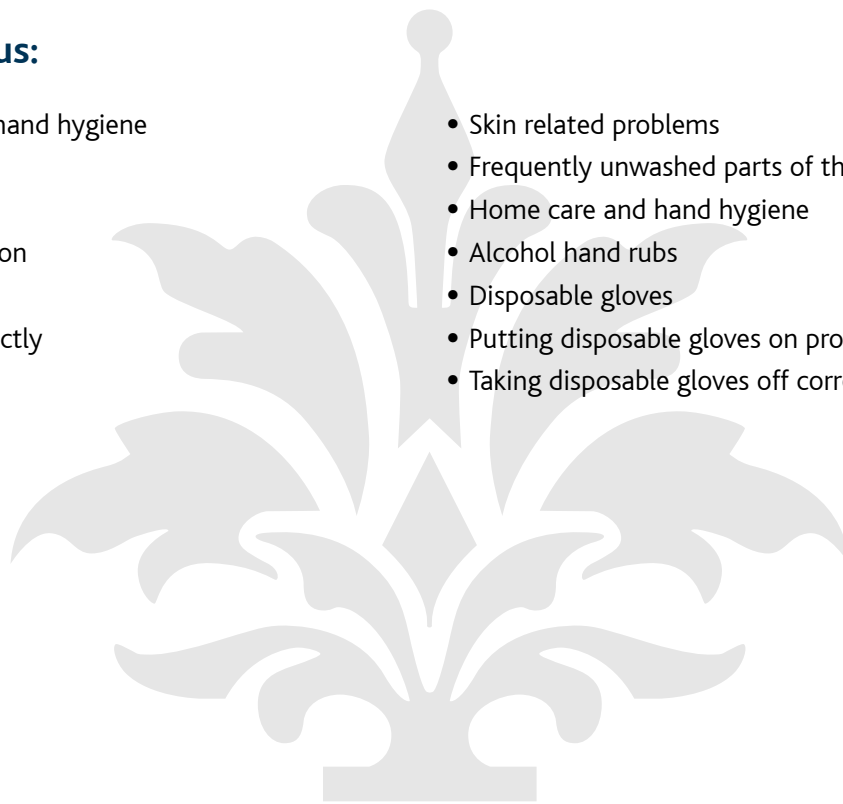 us:
hand hygiene
on
ctly
• Skin related problems
• Frequently unwashed parts of th
• Home care and hand hygiene
• Alcohol hand rubs
• Disposable gloves
• Putting disposable gloves on pro
• Taking disposable gloves off corr